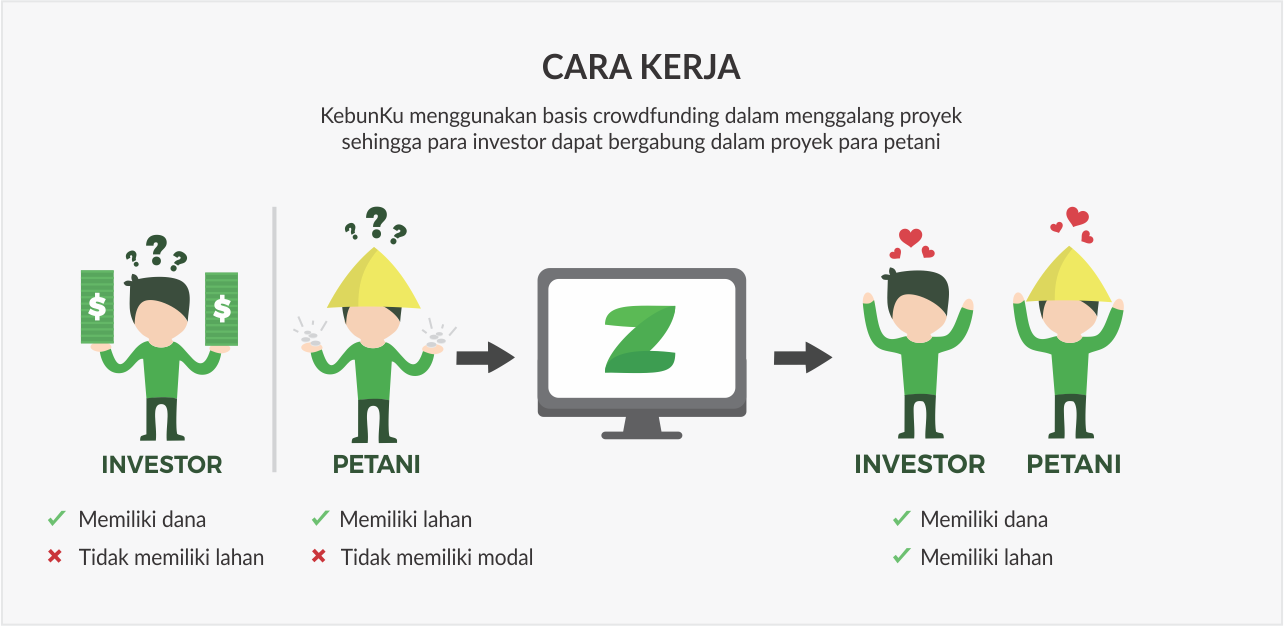 CARA KERJA
KebunKu menggunakan basis crowdfunding dalam menggalang proyek
sehingga para investor dapat bergabung dalam proyek para petani
? ? ?
? ? ?
$ $
Z
INVESTOR
PETANI
INVESTOR
PETANI
Memiliki dana
Tidak memiliki lahan
Memiliki lahan
Tidak memiliki modal
Memiliki dana
Memiliki lahan